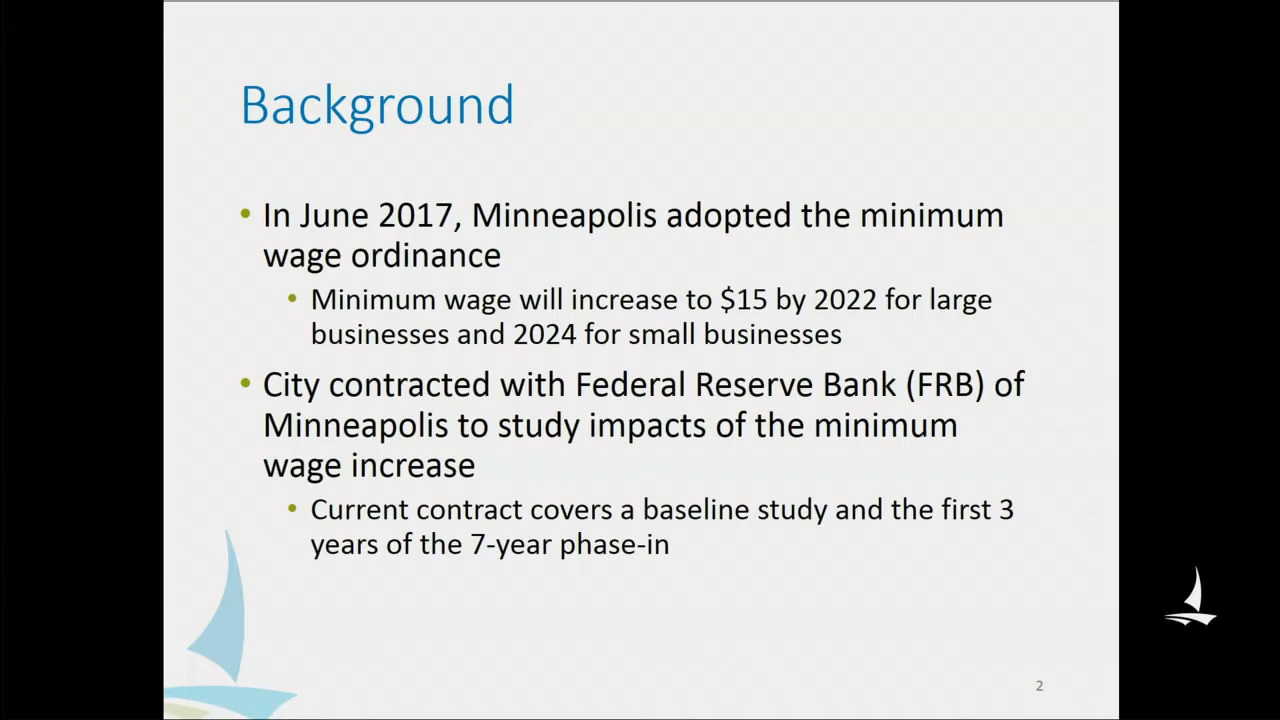 Background
• In June 2017, Minneapolis adopted the minimum
wage ordinance
• Minimum wage will increase to $15 by 2022 for large
businesses and 2024 for small businesses
• City contracted with Federal Reserve Bank (FRB) of
Minneapolis to study impacts of the minimum
wage increase
• Current contract covers a baseline study and the first 3
years of the 7-year phase-in
2